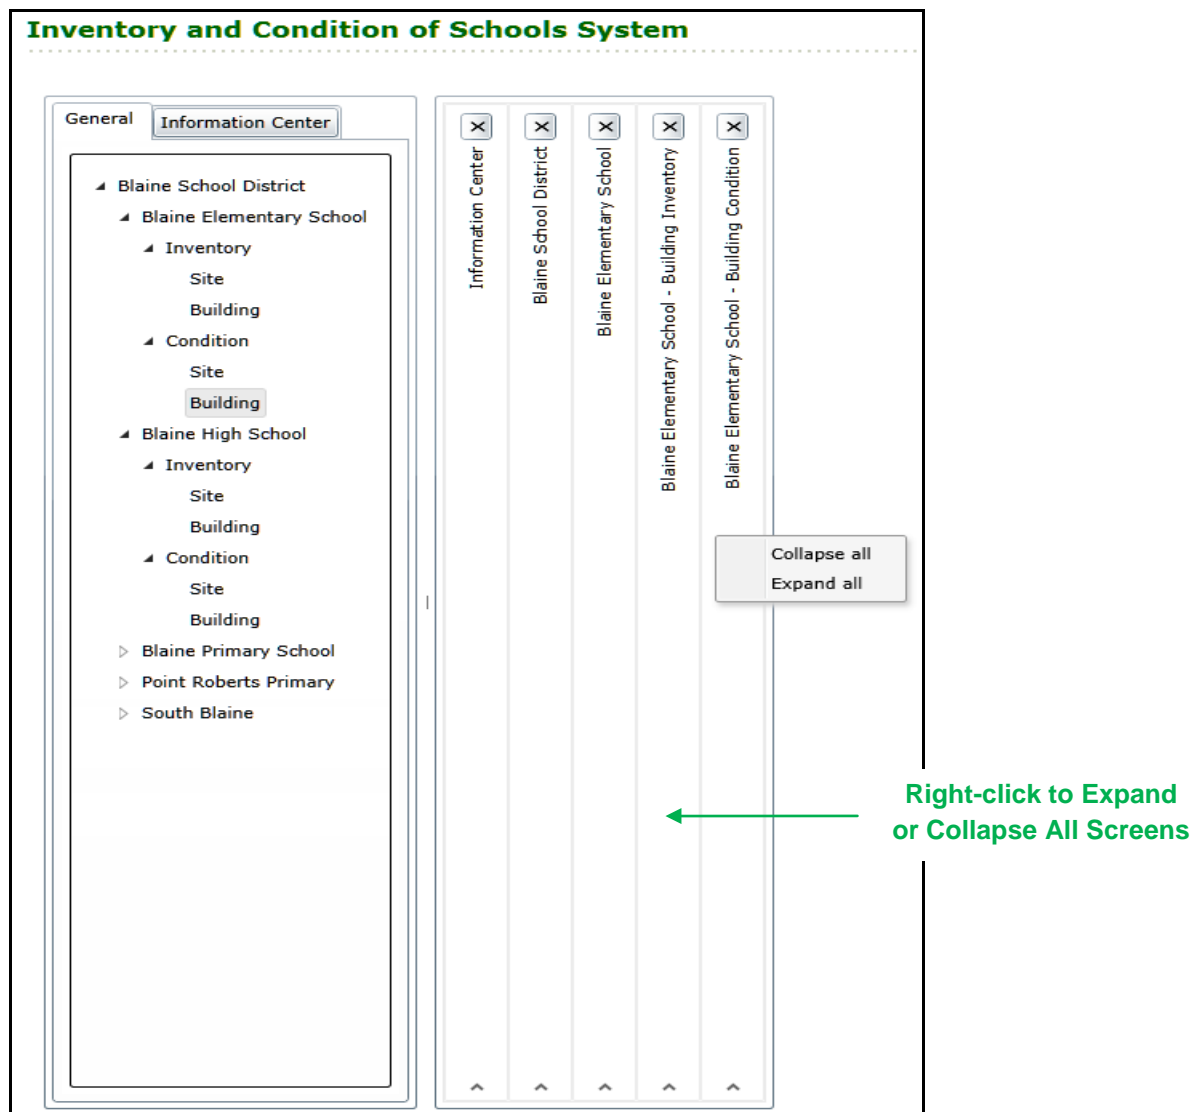 Inventory and Condition of Schools System
General
Information Center
Blaine School District
Blaine Elementary School
Inventory
Site
Building
Condition
Site
Building
Blaine High School
Inventory
Site
Building
Condition
Site
Building
Blaine Primary School
Point Roberts Primary
South Blaine
X
X
X
X
X
Information Center
Blaine School District
Blaine Elementary School
Blaine Elementary School - Building Inventory
Blaine Elementary School - Building Condition
Collapse all
Expand all
Right-click to Expand
or Collapse All Screens